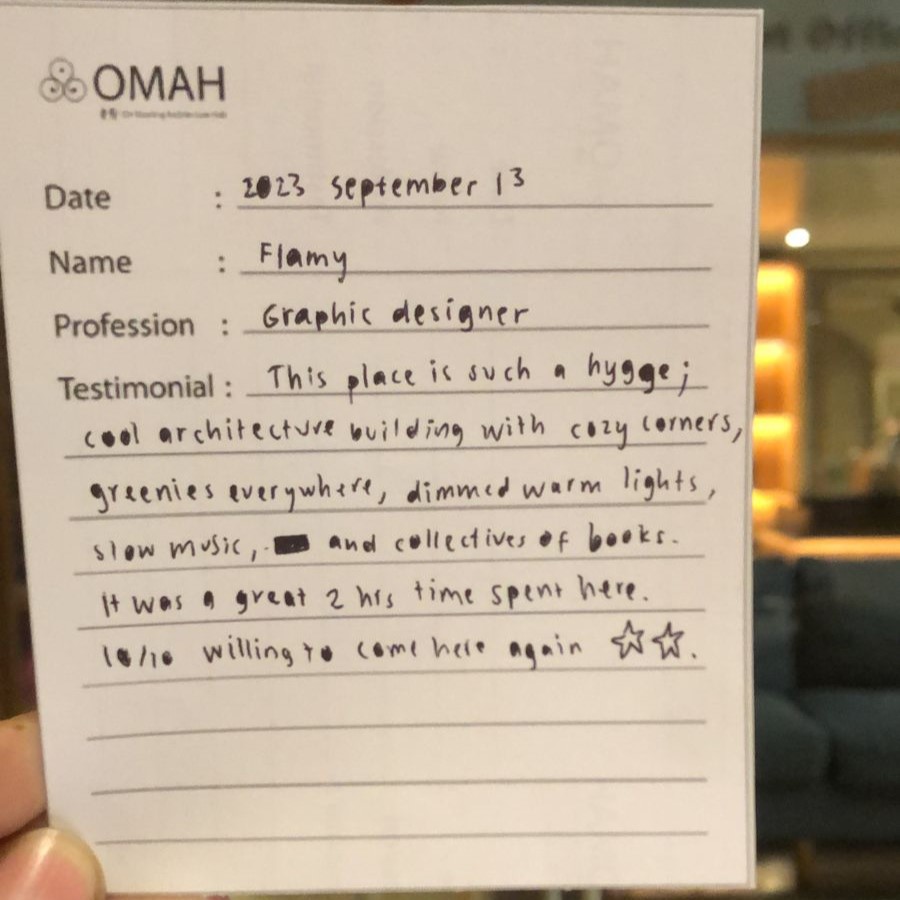 OMAH
Date : 2023 September 13
Name : Flamy
Profession : Graphic designer
Testimonial : This place is such a hygge;
cool architecture building with cozy corners,
greenies everywhere, dimmed warm lights,
slow music, and collectives of books.
It was a great 2 hrs time spent here.
10/10 willing to come here again ☆☆.